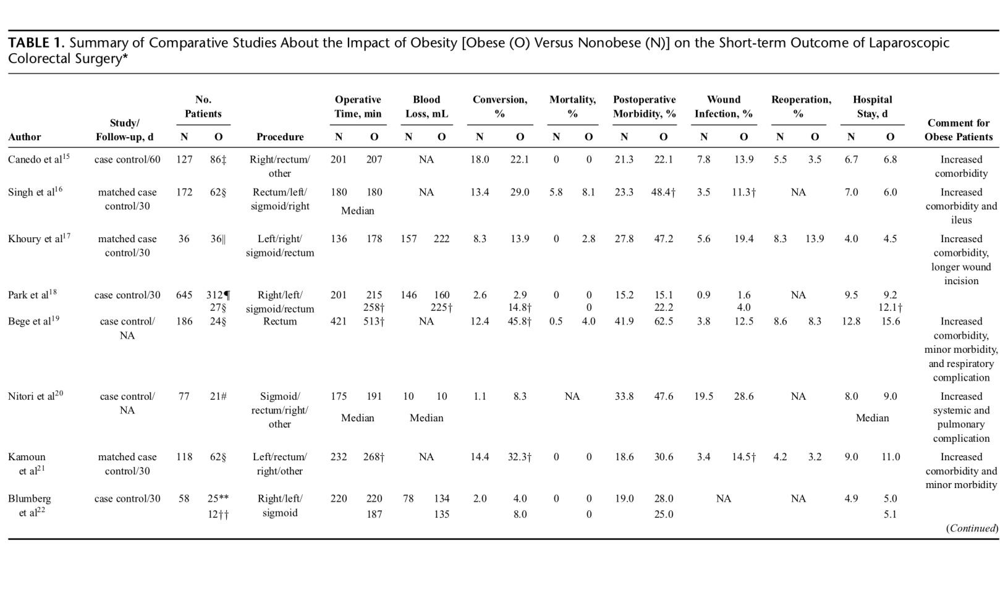 TABLE 1. Summary of Comparative Studies About the Impact of Obesity [Obese (O) Versus Nonobese (N)] on the Short-term Outcome of Laparoscopic
Colorectal Surgery*
No. Operative Blood Conversion, Mortality, Postoperative Wound Reoperation, Hospital
Patients Time, min Loss, mL % % Morbidity, % Infection, % % Stay, d
Study/ Comment for
Author Follow-up, d N O Procedure N O N O N O N O N O N O N O N O Obese Patients
Canedo et al15 case control/60 127 86‡ Right/rectum/ 201 207 NA 18.0 22.1 0 0 21.3 22.1 7.8 13.9 5.5 3.5 6.7 6.8 Increased
other comorbidity
Singh et al16 matched case 172 62§ Rectum/left/ 180 180 NA 13.4 29.0 5.8 8.1 23.3 48.4† 3.5 11.3† NA 7.0 6.0 Increased
control/30 sigmoid/right Median comorbidity and
ileus
Khoury et al17 matched case 36 36|| Left/right/ 136 178 157 222 8.3 13.9 0 2.8 27.8 47.2 5.6 19.4 8.3 13.9 4.0 4.5 Increased
control/30 sigmoid/rectum comorbidity,
longer wound
incision
Park et al18 case control/30 645 312¶ Right/left/ 201 215 146 160 2.6 2.9 0 0 15.2 15.1 0.9 1.6 NA 9.5 9.2
27§ sigmoid/rectum 258† 225† 14.8† 0 22.2 4.0 12.1†
Bege et al19 case control/ 186 24§ Rectum 421 513† NA 12.4 45.8† 0.5 4.0 41.9 62.5 3.8 12.5 8.6 8.3 12.8 15.6 Increased
NA comorbidity,
minor morbidity,
and respiratory
complication
Nitori et al20 case control/ 77 21# Sigmoid/ 175 191 10 10 1.1 8.3 NA 33.8 47.6 19.5 28.6 NA 8.0 9.0 Increased
NA rectum/right/ Median Median Median systemic and
other pulmonary
complication
Kamoun matched case 118 62§ Left/rectum/ 232 268† NA 14.4 32.3† 0 0 18.6 30.6 3.4 14.5† 4.2 3.2 9.0 11.0 Increased
et al21 control/30 right/other comorbidity and
minor morbidity
Blumberg case control/30 58 25** Right/left/ 220 220 78 134 2.0 4.0 0 0 19.0 28.0 NA NA 4.9 5.0
et al22 12†† sigmoid 187 135 8.0 0 25.0 5.1
(Continued)